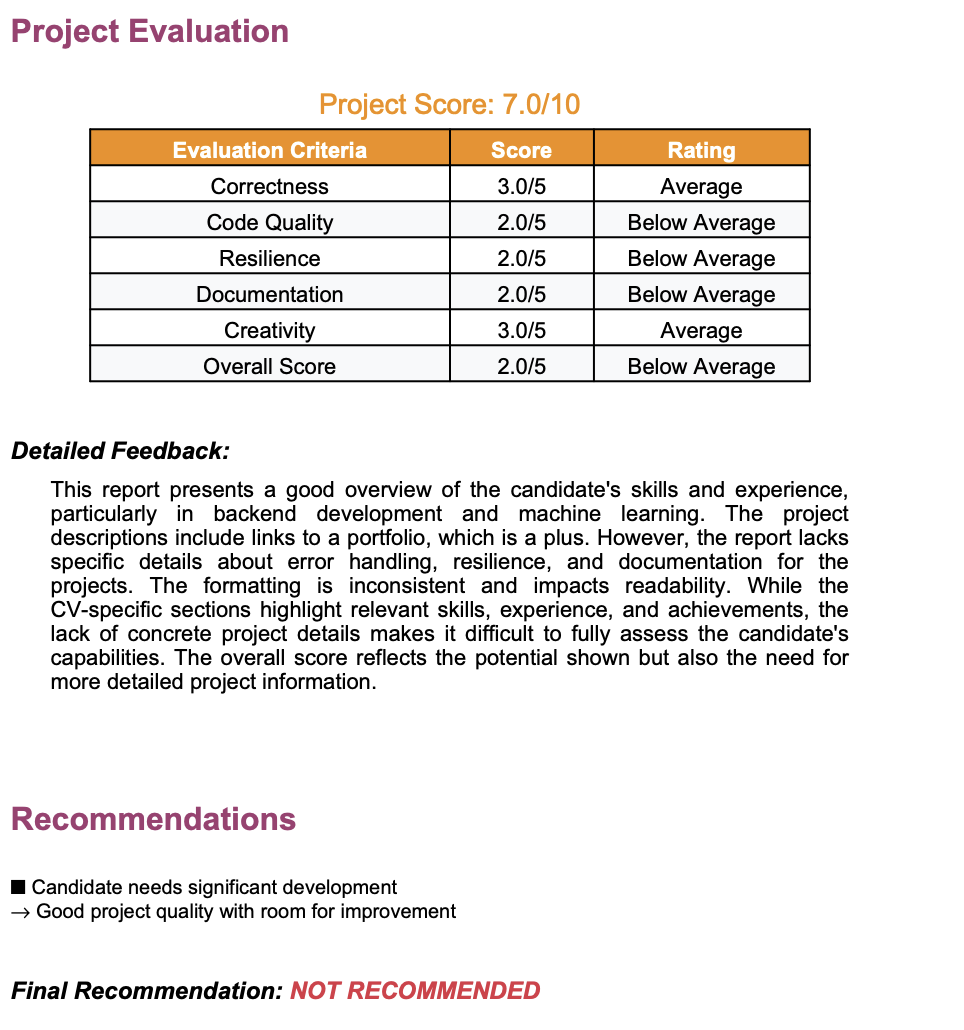 Project Evaluation
Project Score: 7.0/10
Evaluation Criteria Score Rating
Correctness 3.0/5 Average
Code Quality 2.0/5 Below Average
Resilience 2.0/5 Below Average
Documentation 2.0/5 Below Average
Creativity 3.0/5 Average
Overall Score 2.0/5 Below Average
Detailed Feedback:
This report presents a good overview of the candidate's skills and experience,
particularly in backend development and machine learning. The project
descriptions include links to a portfolio, which is a plus. However, the report lacks
specific details about error handling, resilience, and documentation for the
projects. The formatting is inconsistent and impacts readability. While the
CV-specific sections highlight relevant skills, experience, and achievements, the
lack of concrete project details makes it difficult to fully assess the candidate's
capabilities. The overall score reflects the potential shown but also the need for
more detailed project information.
Recommendations
■ Candidate needs significant development
→ Good project quality with room for improvement
Final Recommendation: NOT RECOMMENDED